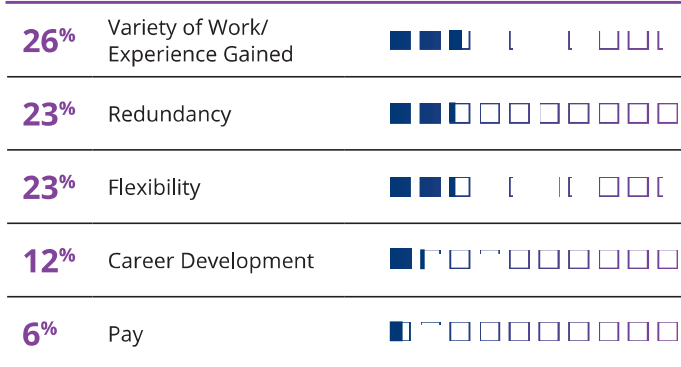 26%
Variety of Work/
Experience Gained
23% Redundancy
23% Flexibility
12% Career Development
6% Pay